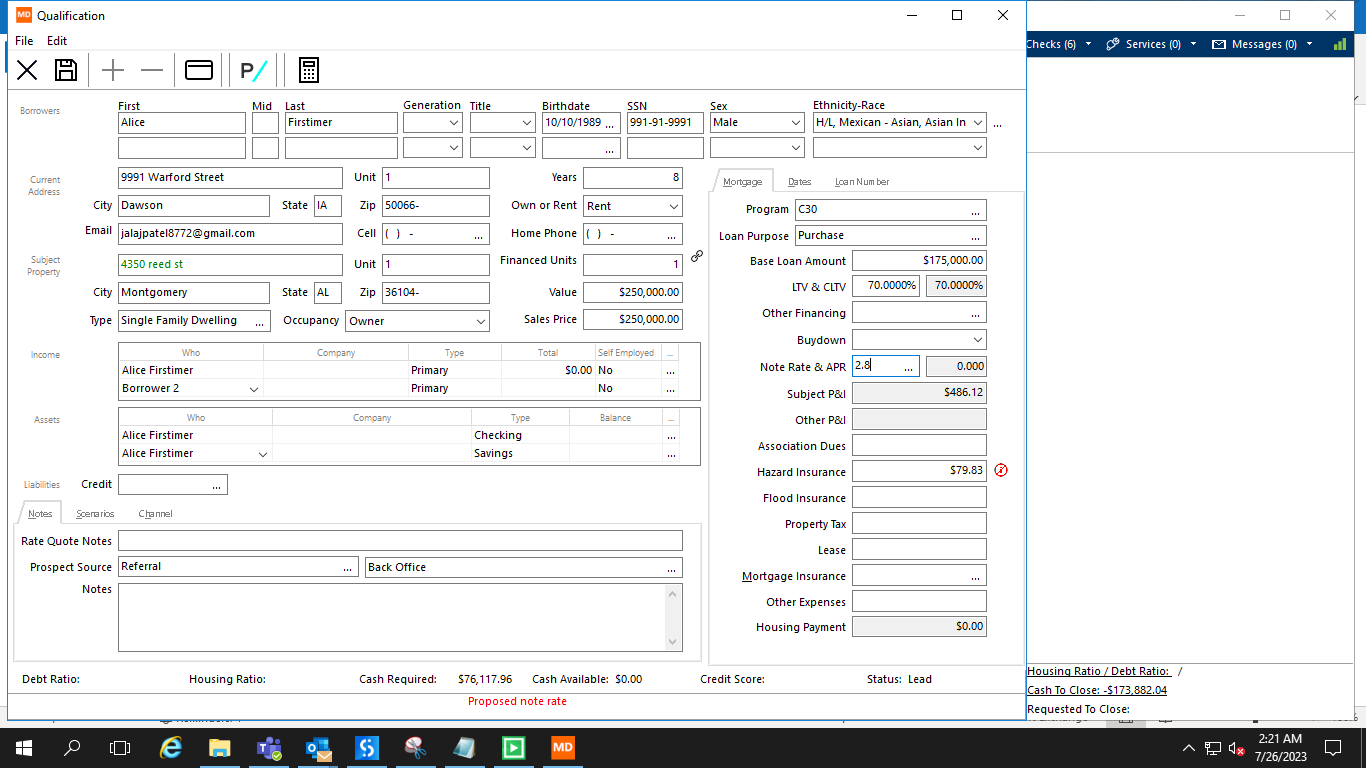 MD Qualification
File Edit
P/
Checks (6) Services (0) Messages (0)
Borrowers First Mid Last Generation Title Birthdate SSN Sex Ethnicity-Race
Alice Firstimer 10/10/1989 ... 991-91-9991 Male H/L, Mexican - Asian, Asian In ...
...
Current Address
9991 Warford Street Unit 1 Years 8
City Dawson State IA Zip 50066- Own or Rent Rent
Email jalajpatel8772@gmail.com Cell ( ) - ... Home Phone ( ) - ...
Subject Property
4350 reed st Unit 1 Financed Units 1
City Montgomery State AL Zip 36104- Value $250,000.00
Type Single Family Dwelling ... Occupancy Owner Sales Price $250,000.00
Income Who Company Type Total Self Employed ...
Alice Firstimer Primary $0.00 No ...
Borrower 2 Primary No ...
Assets Who Company Type Balance ...
Alice Firstimer Checking ...
Alice Firstimer Savings ...
Liabilities Credit ...
Notes Scenarios Channel
Rate Quote Notes
Prospect Source Referral ... Back Office ...
Notes
Mortgage Dates Loan Number
Program C30 ...
Loan Purpose Purchase ...
Base Loan Amount $175,000.00
LTV & CLTV 70.0000% 70.0000%
Other Financing ...
Buydown
Note Rate & APR 2.8 ... 0.000
Subject P&I $486.12
Other P&I
Association Dues
Hazard Insurance $79.83
Flood Insurance
Property Tax
Lease
Mortgage Insurance ...
Other Expenses
Housing Payment $0.00
Debt Ratio: Housing Ratio: Cash Required: $76,117.96 Cash Available: $0.00 Credit Score: Status: Lead
Proposed note rate
Housing Ratio / Debt Ratio: /
Cash To Close: -$173,882.04
Requested To Close:
MD
2:21 AM
7/26/2023